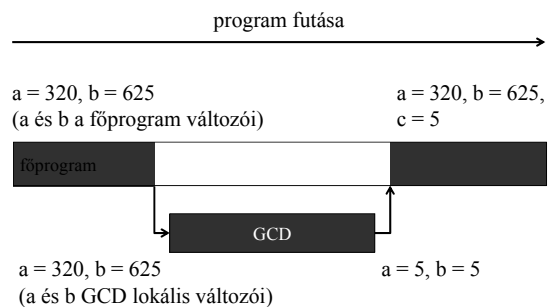 program futása
a = 320, b = 625
(a és b a főprogram változói)
a = 320, b = 625,
c = 5
főprogram
GCD
a = 320, b = 625
(a és b GCD lokális változói)
a = 5, b = 5